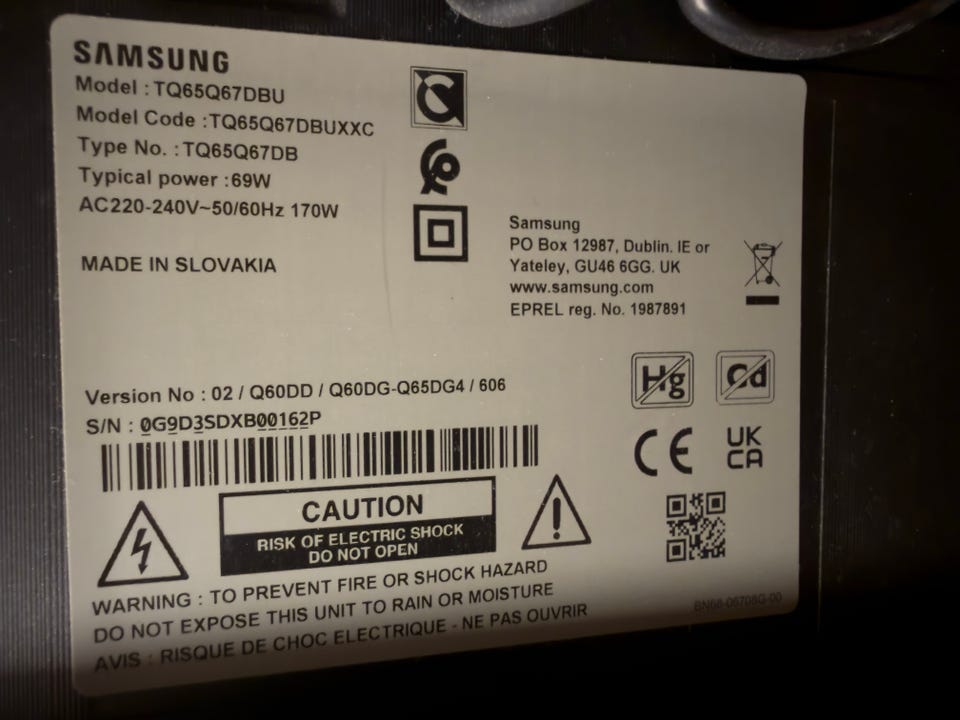 SAMSUNG
Model : TQ65Q67DBU
Model Code : TQ65Q67DBUXXC
Type No. : TQ65Q67DB
Typical power : 69W
AC220-240V~50/60Hz 170W
MADE IN SLOVAKIA
Samsung
PO Box 12987, Dublin. IE or
Yateley, GU46 6GG. UK
www.samsung.com
EPREL reg. No. 1987891
Hg
Cd
Version No : 02 / Q60DD / Q60DG-Q65DG4 / 606
S/N : 0G9D3SDXB00162P
CE
UK
CA
CAUTION
RISK OF ELECTRIC SHOCK
DO NOT OPEN
WARNING : TO PREVENT FIRE OR SHOCK HAZARD
DO NOT EXPOSE THIS UNIT TO RAIN OR MOISTURE
AVIS : RISQUE DE CHOC ELECTRIQUE - NE PAS OUVRIR
BN68-06708G-00